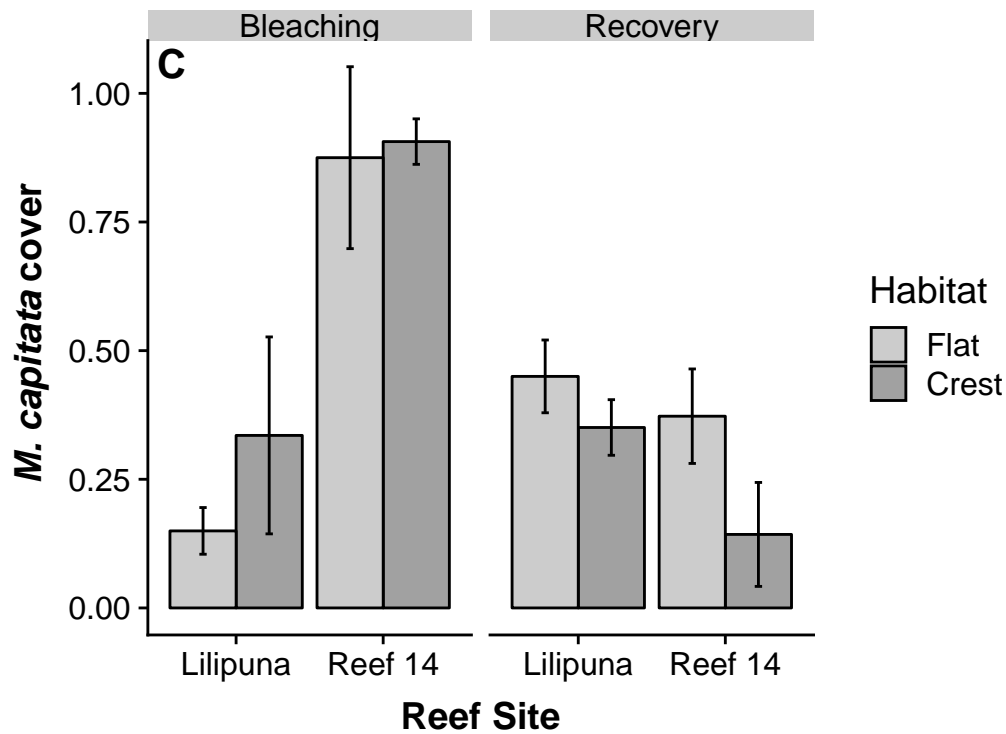 Bleaching
Recovery
C
M. capitata cover
1.00
0.75
0.50
0.25
0.00
Lilipuna
Reef 14
Lilipuna
Reef 14
Reef Site
Habitat
Flat
Crest